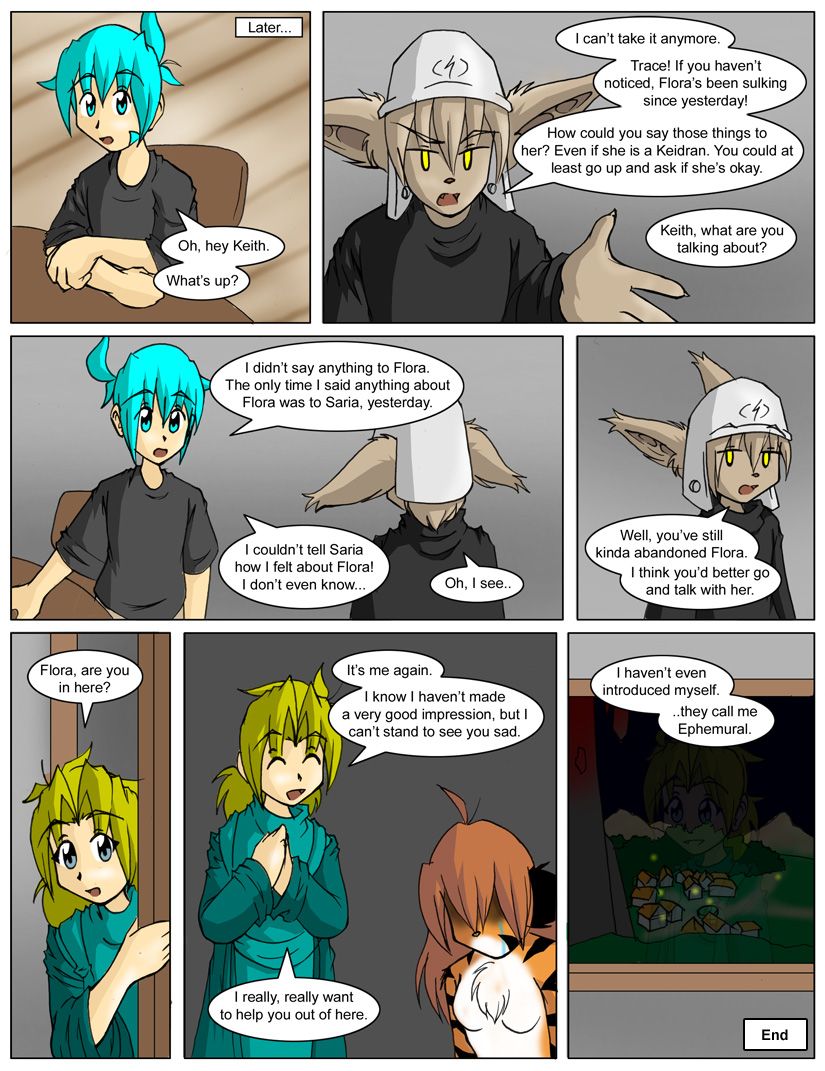 Later...
Oh, hey Keith.
What's up?
I can't take it anymore.
Trace! If you haven't
noticed, Flora's been sulking
since yesterday!
How could you say those things to
her? Even if she is a Keidran. You could at
least go up and ask if she's okay.
Keith, what are you
talking about?
I didn't say anything to Flora.
The only time I said anything about
Flora was to Saria, yesterday.
I couldn't tell Saria
how I felt about Flora!
I don't even know...
Oh, I see..
Well, you've still
kinda abandoned Flora.
I think you'd better go
and talk with her.
Flora, are you
in here?
It's me again.
I know I haven't made
a very good impression, but I
can't stand to see you sad.
I really, really want
to help you out of here.
I haven't even
introduced myself.
..they call me
Ephemural.
End